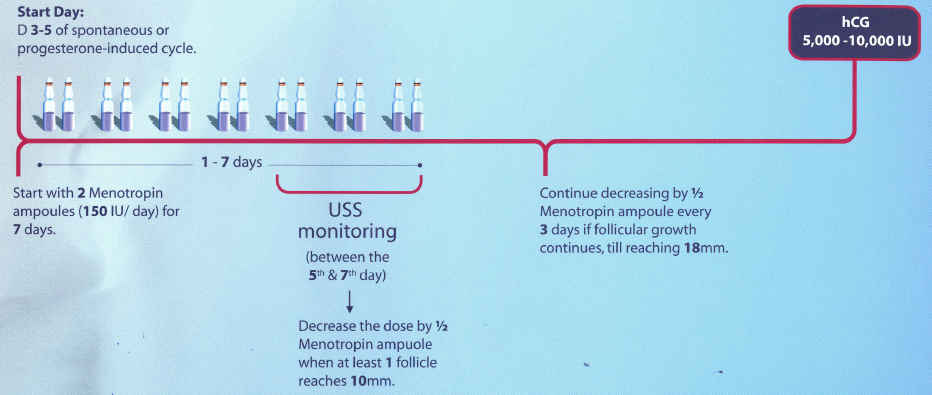 Start Day:
D 3-5 of spontaneous or
progesterone-induced cycle.
hCG
5,000 -10,000 IU
1 - 7 days
Start with 2 Menotropin
ampoules (150 IU/ day) for
7 days.
USS
monitoring
(between the
5th & 7th day)
Decrease the dose by ½
Menotropin ampuole
when at least 1 follicle
reaches 10mm.
Continue decreasing by ½
Menotropin ampoule every
3 days if follicular growth
continues, till reaching 18mm.